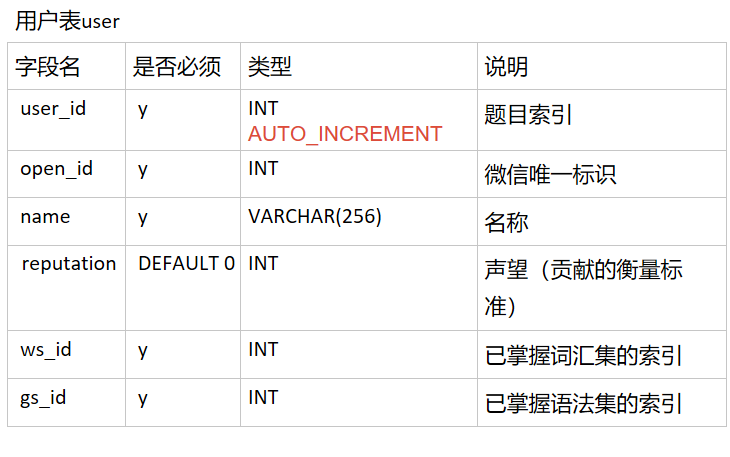 用户表user
字段名 是否必须 类型 说明
user_id y INT 题目索引
AUTO_INCREMENT
open_id y INT 微信唯一标识
name y VARCHAR(256) 名称
reputation DEFAULT 0 INT 声望（贡献的衡量标
准）
ws_id y INT 已掌握词汇集的索引
gs_id y INT 已掌握语法集的索引